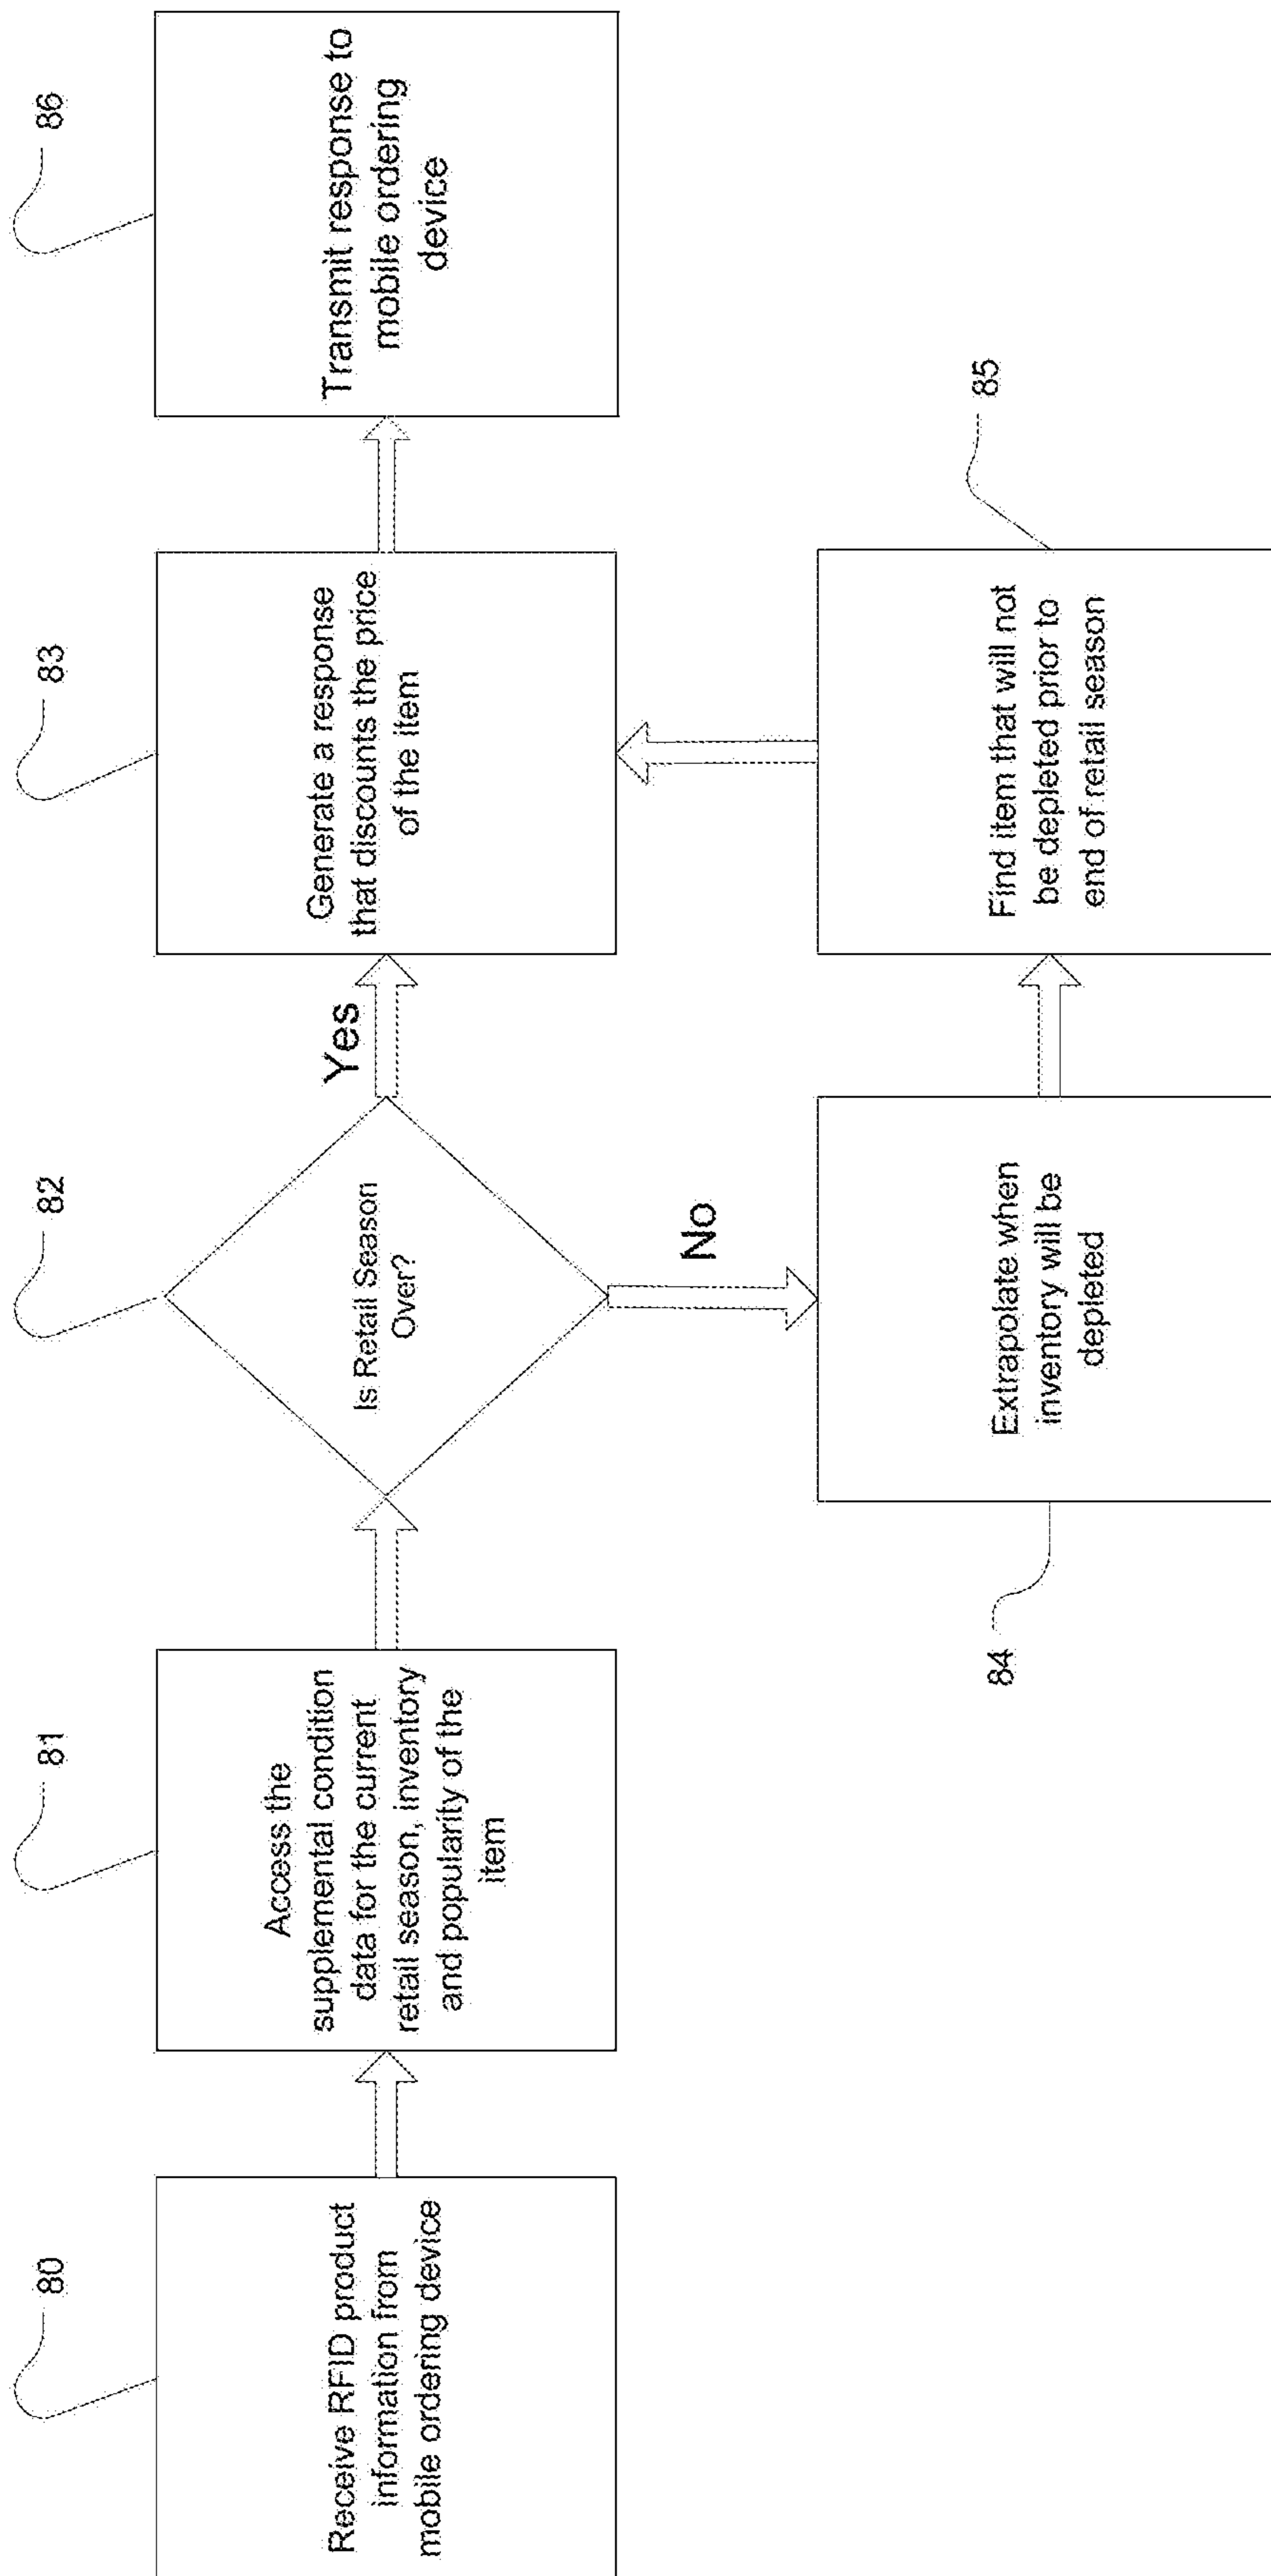 80
Receive RFID product
information from
mobile ordering device
81
Access the
supplemental condition
data for the current
retail season, inventory
and popularity of the
item
82
Is Retail Season
Over?
Yes
No
83
Generate a response
that discounts the price
of the item
86
Transmit response to
mobile ordering
device
84
Extrapolate when
inventory will be
depleted
85
Find item that will not
be depleted prior to
end of retail season